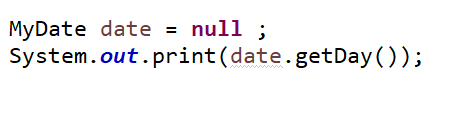 MyDate date = null ;
System.out.print(date.getDay());